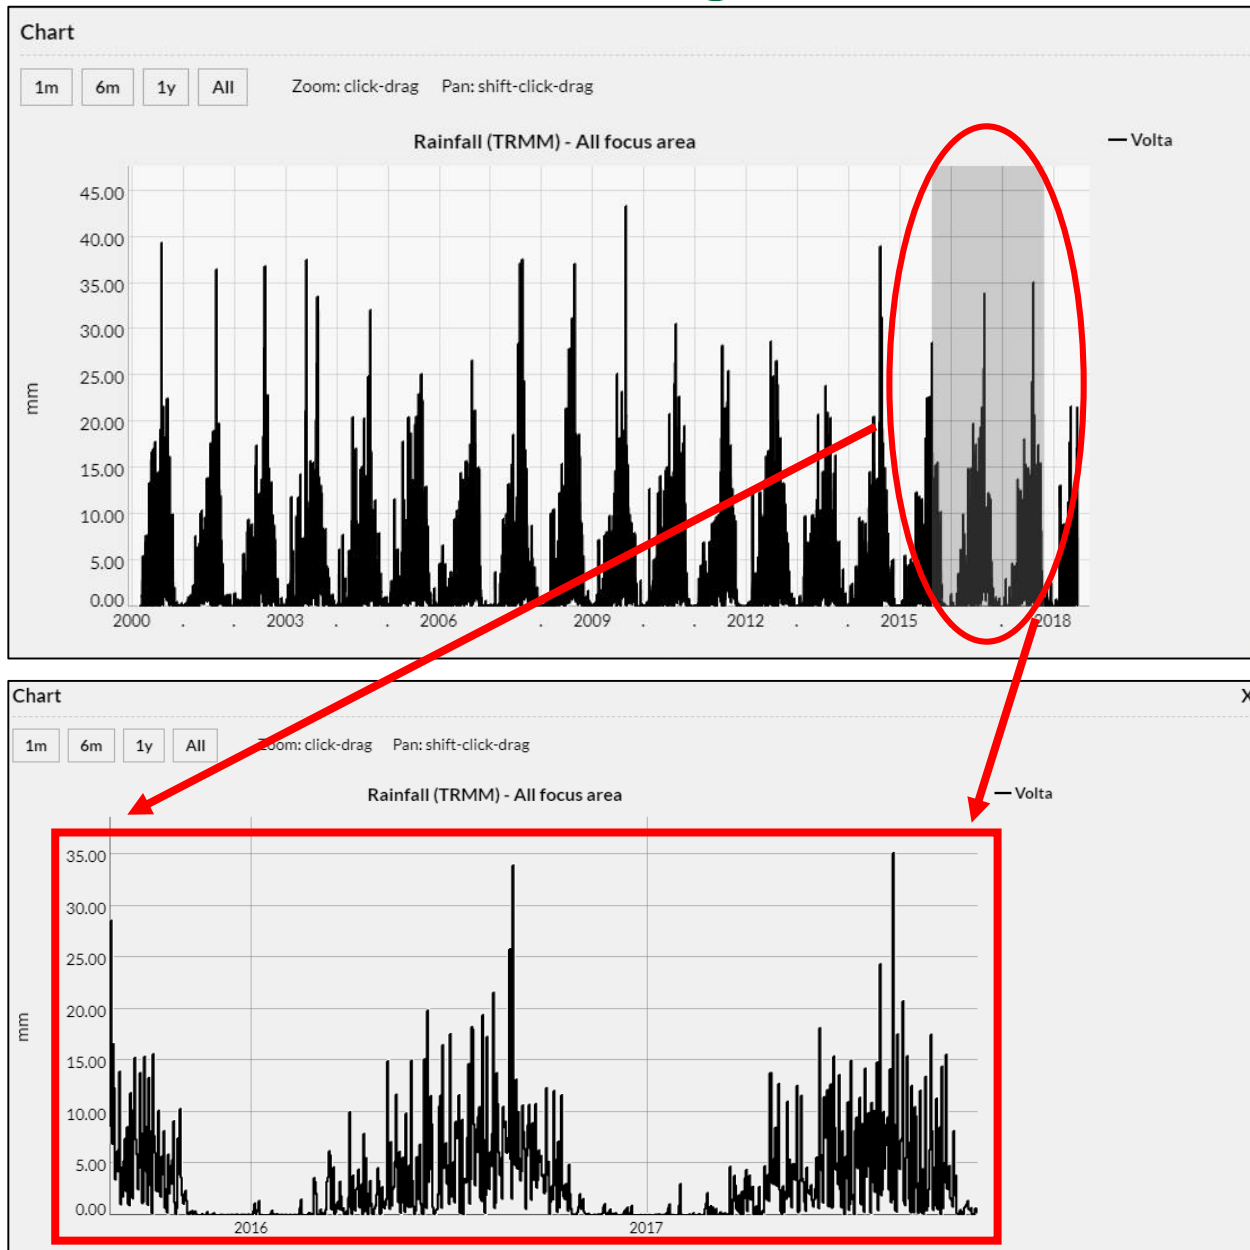 Chart
1m 6m 1y All Zoom: click-drag Pan: shift-click-drag
Rainfall (TRMM) - All focus area
Volta
45.00
40.00
35.00
30.00
25.00
20.00
15.00
10.00
5.00
0.00
mm
2000 . . 2003 . . 2006 . . 2009 . . 2012 . . 2015 . 2018
Chart X
1m 6m 1y All Zoom: click-drag Pan: shift-click-drag
Rainfall (TRMM) - All focus area
Volta
35.00
30.00
25.00
20.00
15.00
10.00
5.00
0.00
mm
2016 2017